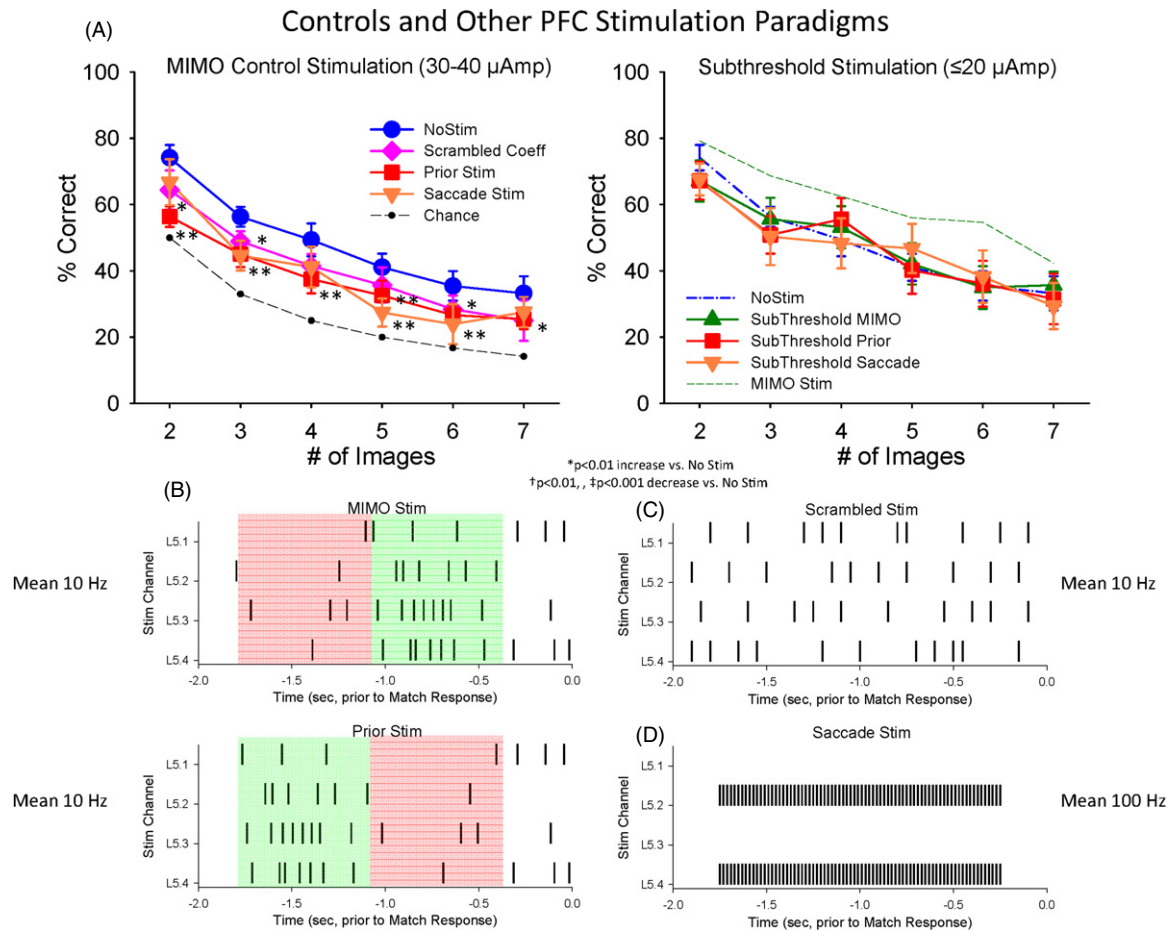 Controls and Other PFC Stimulation Paradigms
(A)
MIMO Control Stimulation (30-40 µAmp)
100
80
60
40
20
0
% Correct
NoStim
Scrambled Coeff
Prior Stim
Saccade Stim
Chance
*
**
*
**
**
**
**
*
**
*
2 3 4 5 6 7
# of Images
Subthreshold Stimulation (≤20 µAmp)
100
80
60
40
20
0
% Correct
NoStim
SubThreshold MIMO
SubThreshold Prior
SubThreshold Saccade
MIMO Stim
2 3 4 5 6 7
# of Images
*p<0.01 increase vs. No Stim
†p<0.01, , ‡p<0.001 decrease vs. No Stim
(B)
MIMO Stim
Mean 10 Hz
Stim Channel
L5.1
L5.2
L5.3
L5.4
-2.0 -1.5 -1.0 -0.5 0.0
Time (sec, prior to Match Response)
(C)
Scrambled Stim
Mean 10 Hz
Stim Channel
L5.1
L5.2
L5.3
L5.4
-2.0 -1.5 -1.0 -0.5 0.0
Time (sec, prior to Match Response)
Prior Stim
Mean 10 Hz
Stim Channel
L5.1
L5.2
L5.3
L5.4
-2.0 -1.5 -1.0 -0.5 0.0
Time (sec, prior to Match Response)
(D)
Saccade Stim
Mean 100 Hz
Stim Channel
L5.1
L5.2
L5.3
L5.4
-2.0 -1.5 -1.0 -0.5 0.0
Time (sec, prior to Match Response)